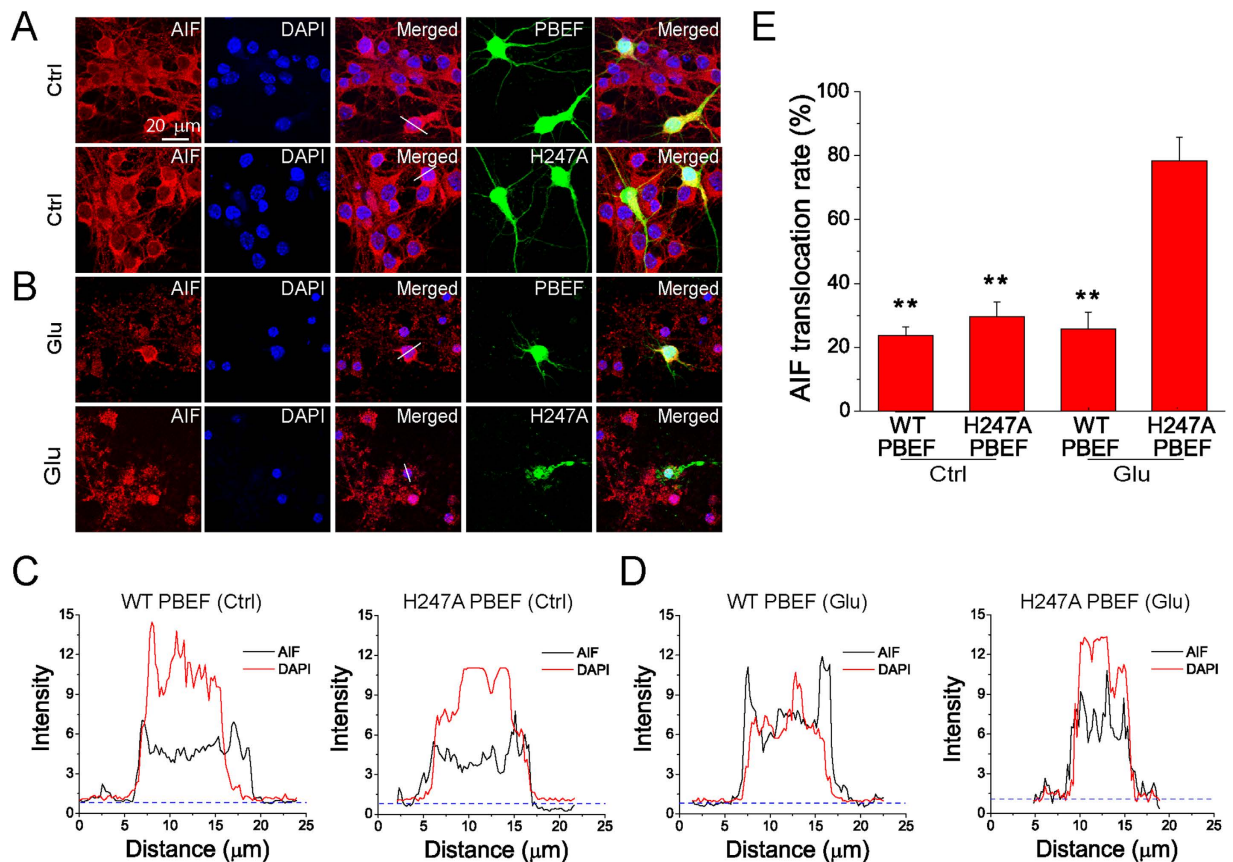 A
Ctrl
AIF
DAPI
Merged
PBEF
Merged
20 μm
Ctrl
AIF
DAPI
Merged
H247A
Merged
B
Glu
AIF
DAPI
Merged
PBEF
Merged
Glu
AIF
DAPI
Merged
H247A
Merged
E
AIF translocation rate (%)
100
80
60
40
20
0
**
**
**
WT PBEF
H247A PBEF
WT PBEF
H247A PBEF
Ctrl
Glu
C
WT PBEF (Ctrl)
Intensity
15
12
9
6
3
0
AIF
DAPI
0 5 10 15 20 25
Distance (μm)
H247A PBEF (Ctrl)
Intensity
15
12
9
6
3
0
AIF
DAPI
0 5 10 15 20 25
Distance (μm)
D
WT PBEF (Glu)
Intensity
15
12
9
6
3
0
AIF
DAPI
0 5 10 15 20 25
Distance (μm)
H247A PBEF (Glu)
Intensity
15
12
9
6
3
0
AIF
DAPI
0 5 10 15 20 25
Distance (μm)